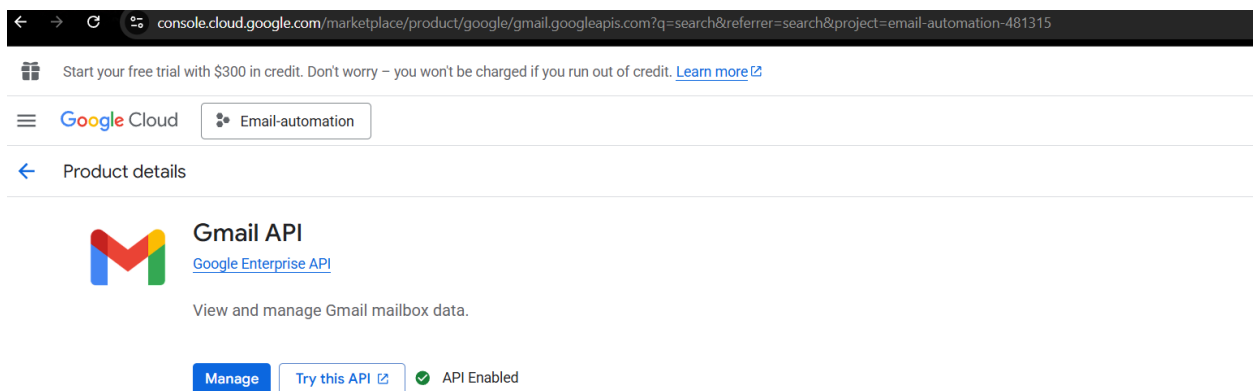 console.cloud.google.com/marketplace/product/google/gmail.googleapis.com?q=search&referrer=search&project=email-automation-481315
Start your free trial with $300 in credit. Don't worry – you won't be charged if you run out of credit. Learn more
Google Cloud Email-automation
Product details
Gmail API
Google Enterprise API
View and manage Gmail mailbox data.
Manage Try this API API Enabled